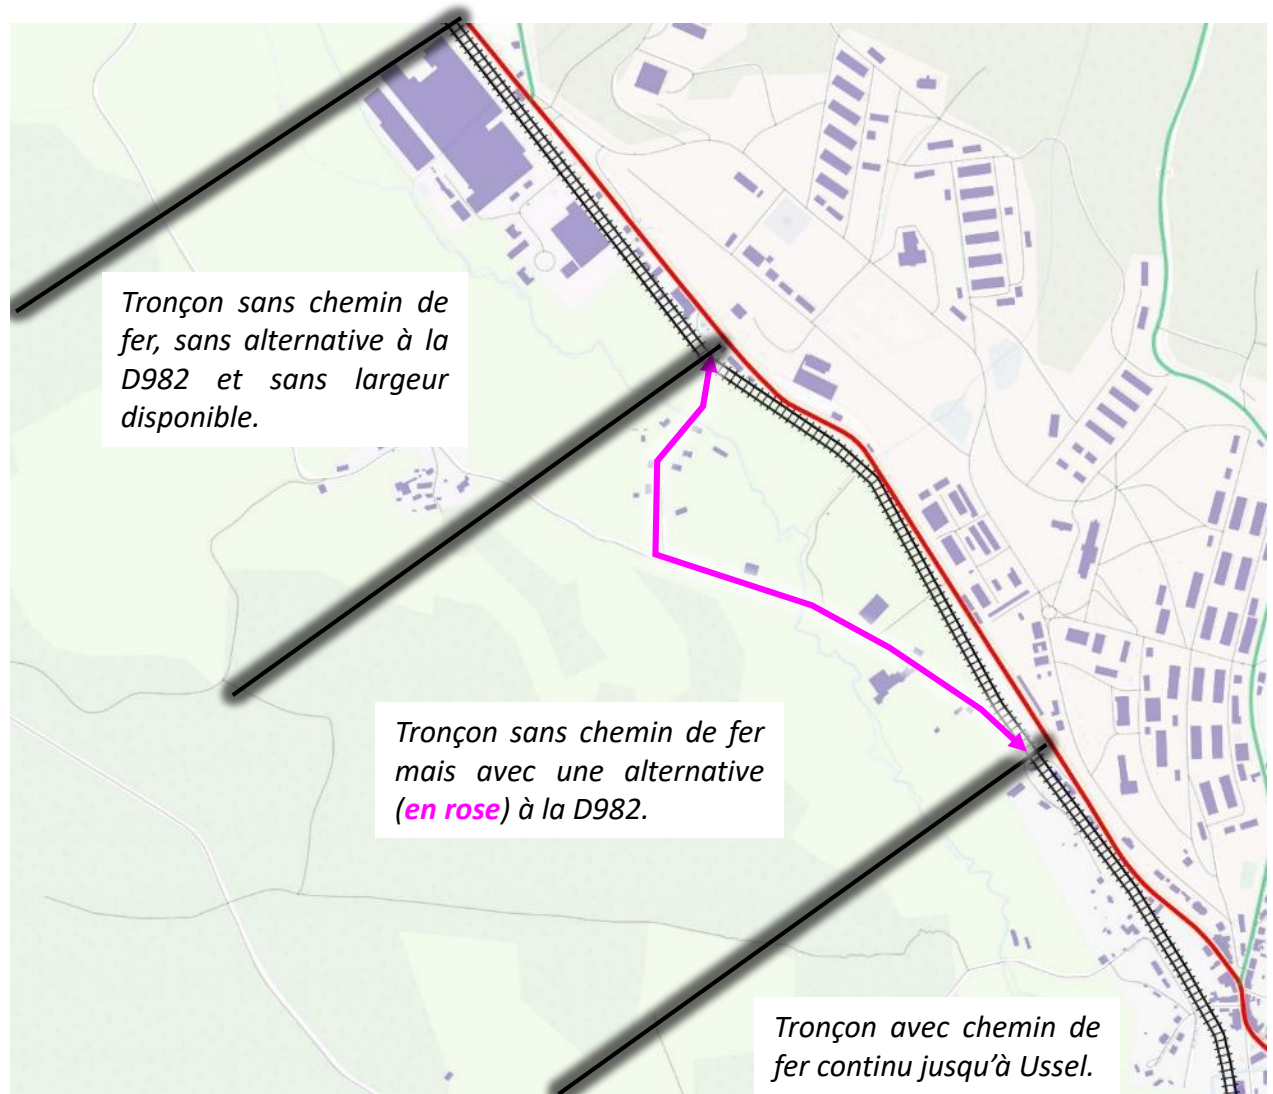 Tronçon sans chemin de
fer, sans alternative à la
D982 et sans largeur
disponible.
Tronçon sans chemin de fer
mais avec une alternative
(en rose) à la D982.
Tronçon avec chemin de
fer continu jusqu’à Ussel.